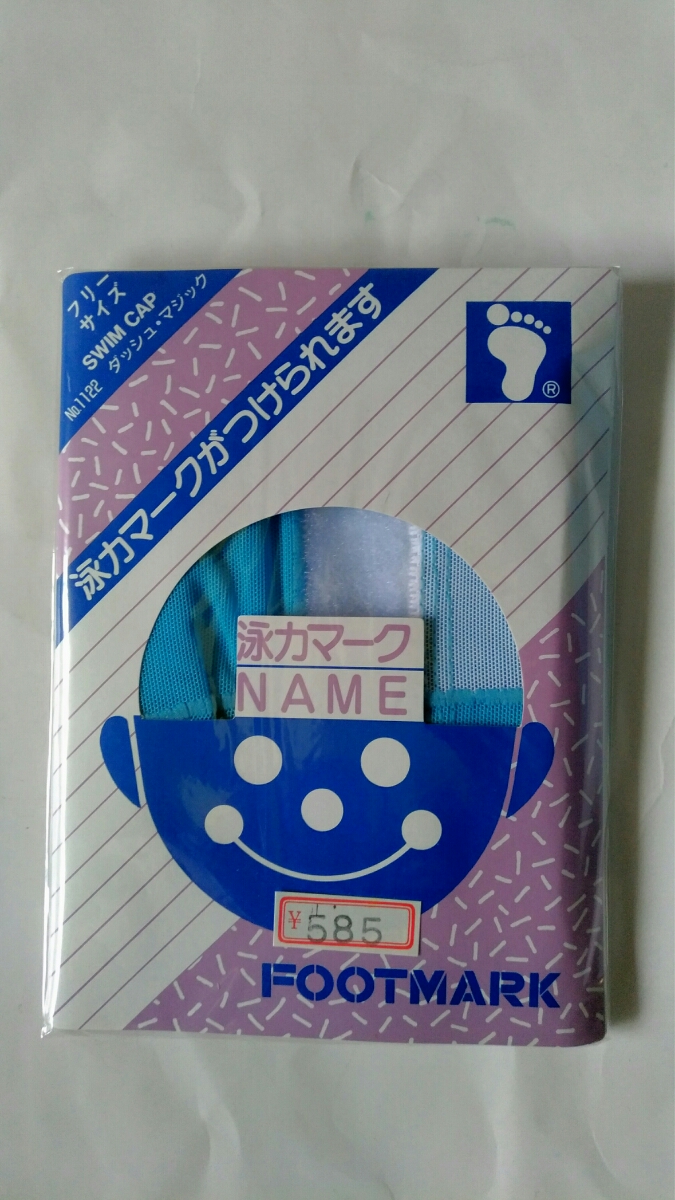 フリー
サイズ
SWIM CAP
ダッシュ・マジック
No.1122
泳力マークがつけられます
®
泳力マーク
NAME
¥585
FOOTMARK